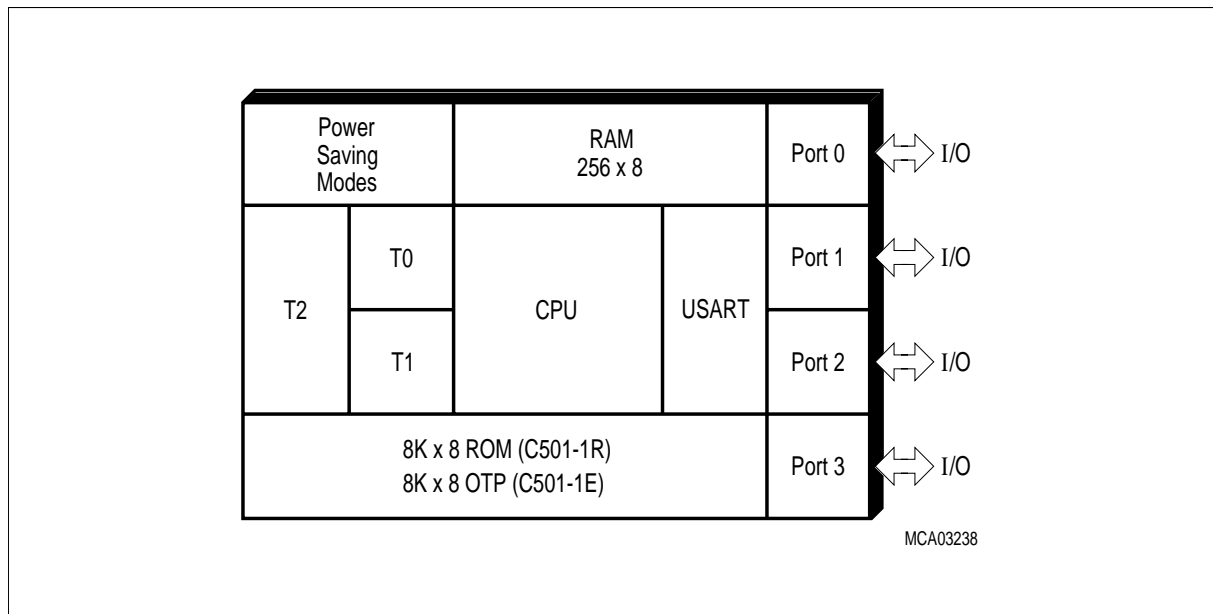 Power
Saving
Modes
RAM
256 x 8
Port 0
I/O
T2
T0
T1
CPU
USART
Port 1
I/O
Port 2
I/O
8K x 8 ROM (C501-1R)
8K x 8 OTP (C501-1E)
Port 3
I/O
MCA03238